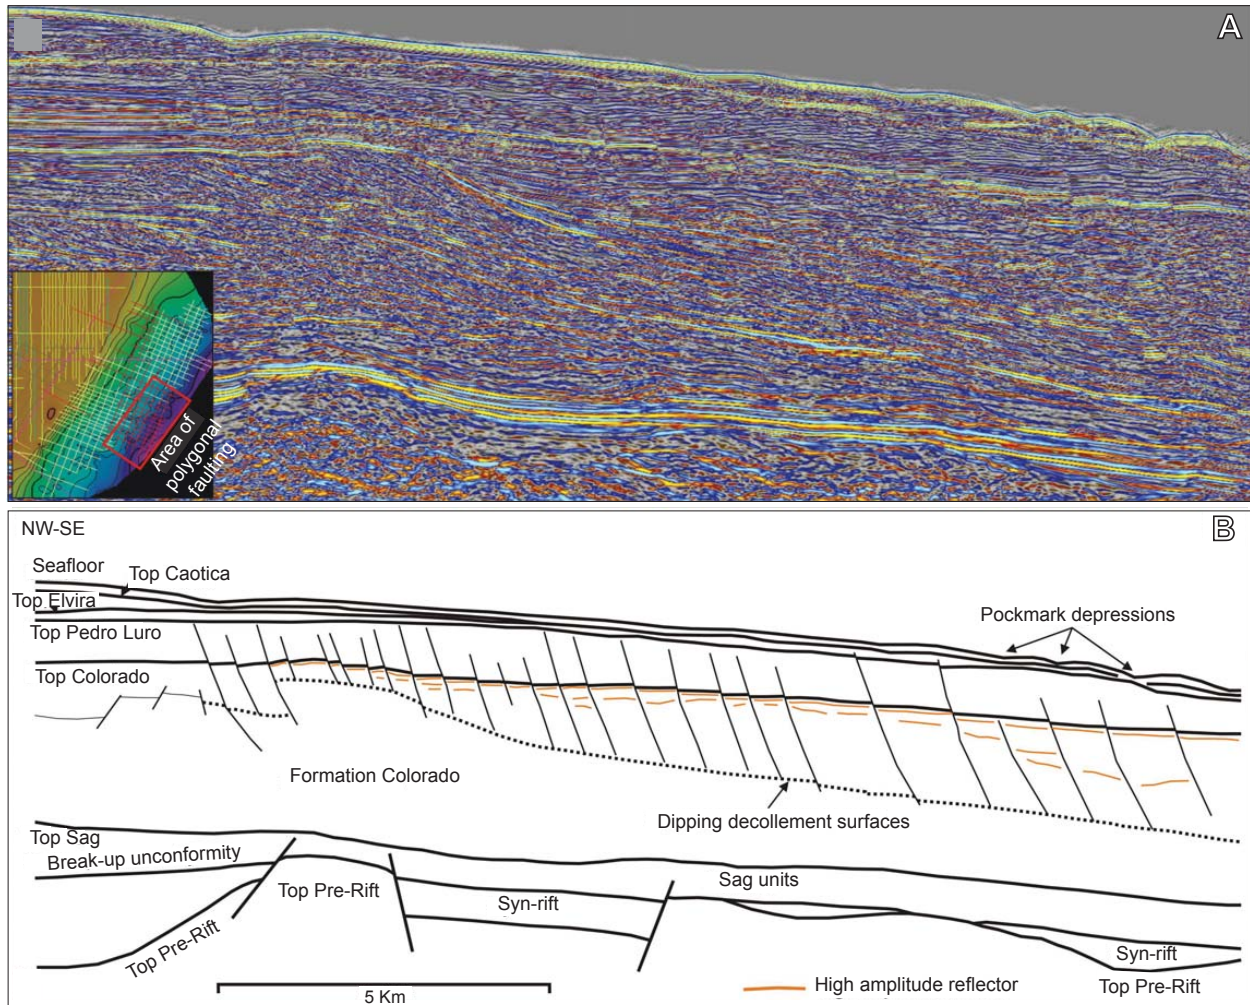 A
0
Area of
polygonal
faulting
B
NW-SE
Seafloor
Top Caotica
Top Elvira
Top Pedro Luro
Top Colorado
Pockmark depressions
Formation Colorado
Dipping decollement surfaces
Top Sag
Break-up unconformity
Top Pre-Rift
Sag units
Syn-rift
Top Pre-Rift
Syn-rift
Top Pre-Rift
5 Km
High amplitude reflector